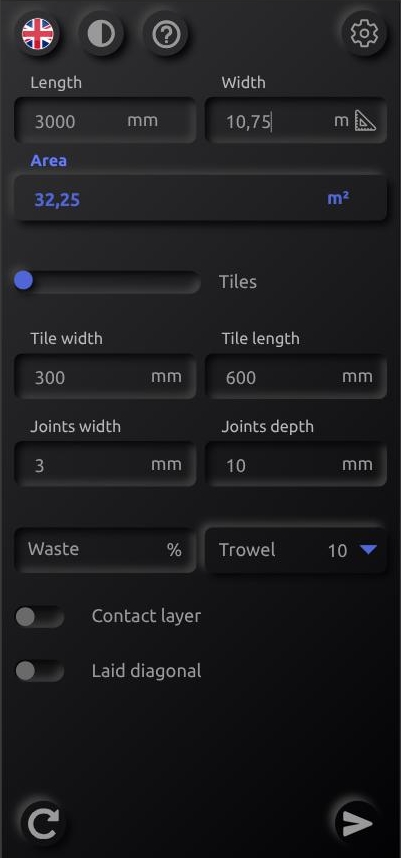 Length Width
3000 mm 10,75 m
Area
32,25 m²
Tiles
Tile width Tile length
300 mm 600 mm
Joints width Joints depth
3 mm 10 mm
Waste % Trowel 10
Contact layer
Laid diagonal